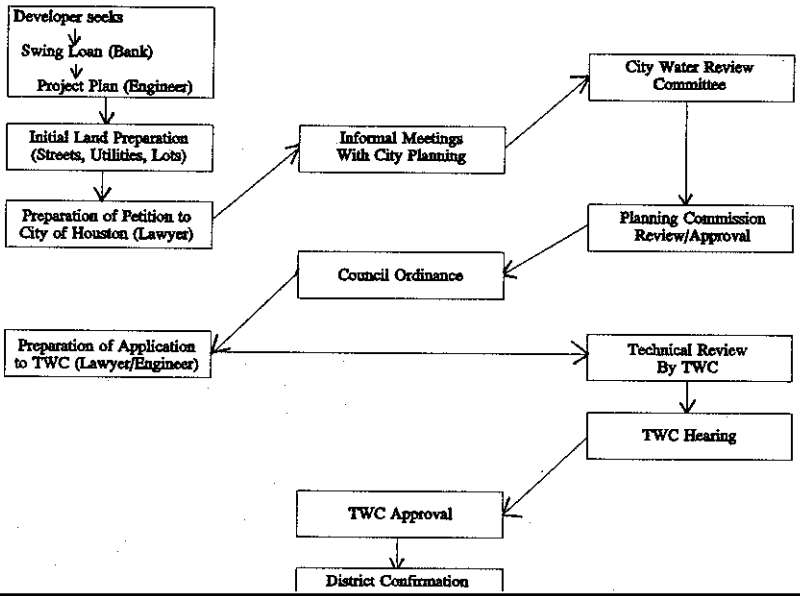 Developer seeks
Swing Loan (Bank)
Project Plan (Engineer)
Initial Land Preparation
(Streets, Utilities, Lots)
Preparation of Petition to
City of Houston (Lawyer)
Informal Meetings
With City Planning
City Water Review
Committee
Planning Commission
Review/Approval
Council Ordinance
Preparation of Application
to TWC (Lawyer/Engineer)
Technical Review
By TWC
TWC Hearing
TWC Approval
District Confirmation